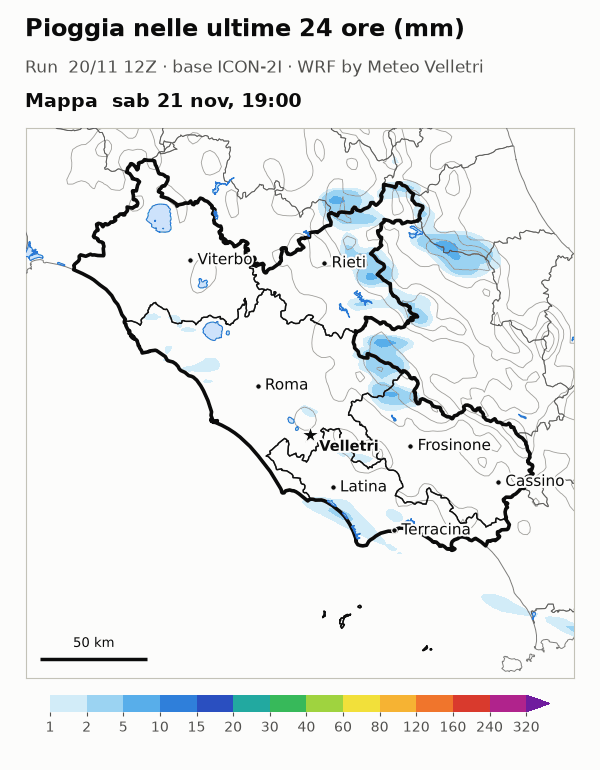 Pioggia nelle ultime 24 ore (mm)
Run 20/11 12Z · base ICON-2I · WRF by Meteo Velletri
Mappa sab 21 nov, 19:00
Viterbo
Rieti
Roma
Velletri
Frosinone
Latina
Cassino
Terracina
50 km
1 2 5 10 15 20 30 40 60 80 120 160 240 320